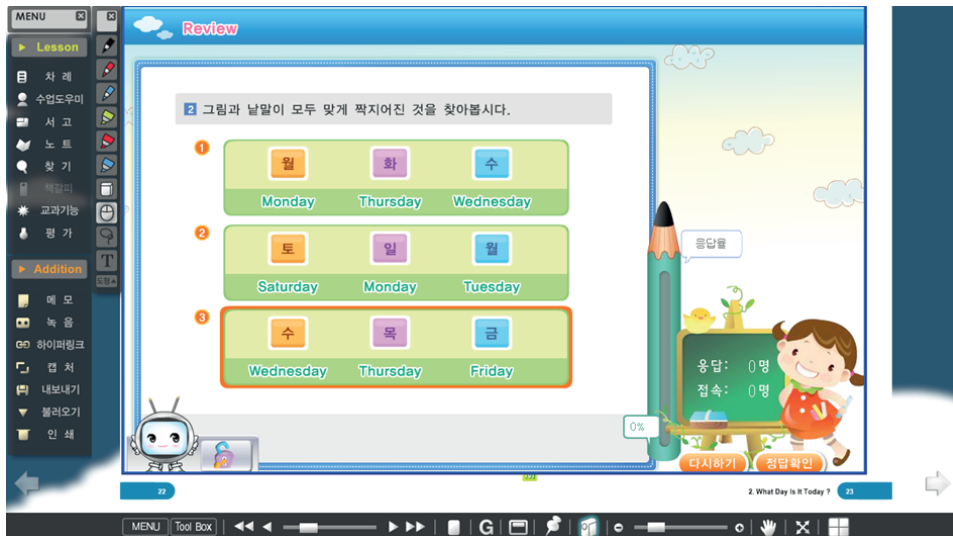 MENU
Lesson
차 례
수업도우미
서 고
노 트
찾 기
책갈피
교과기능
평 가
Addition
메 모
녹 음
하이퍼링크
캡 처
내보내기
불러오기
인 쇄
T
도형
Review
2 그림과 낱말이 모두 맞게 짝지어진 것을 찾아봅시다.
1
월 화 수
Monday Thursday Wednesday
2
토 일 월
Saturday Monday Tuesday
3
수 목 금
Wednesday Thursday Friday
응답률
응답: 0명
접속: 0명
0%
다시하기 정답확인
22
2. What Day Is It Today ? 23
MENU Tool Box G